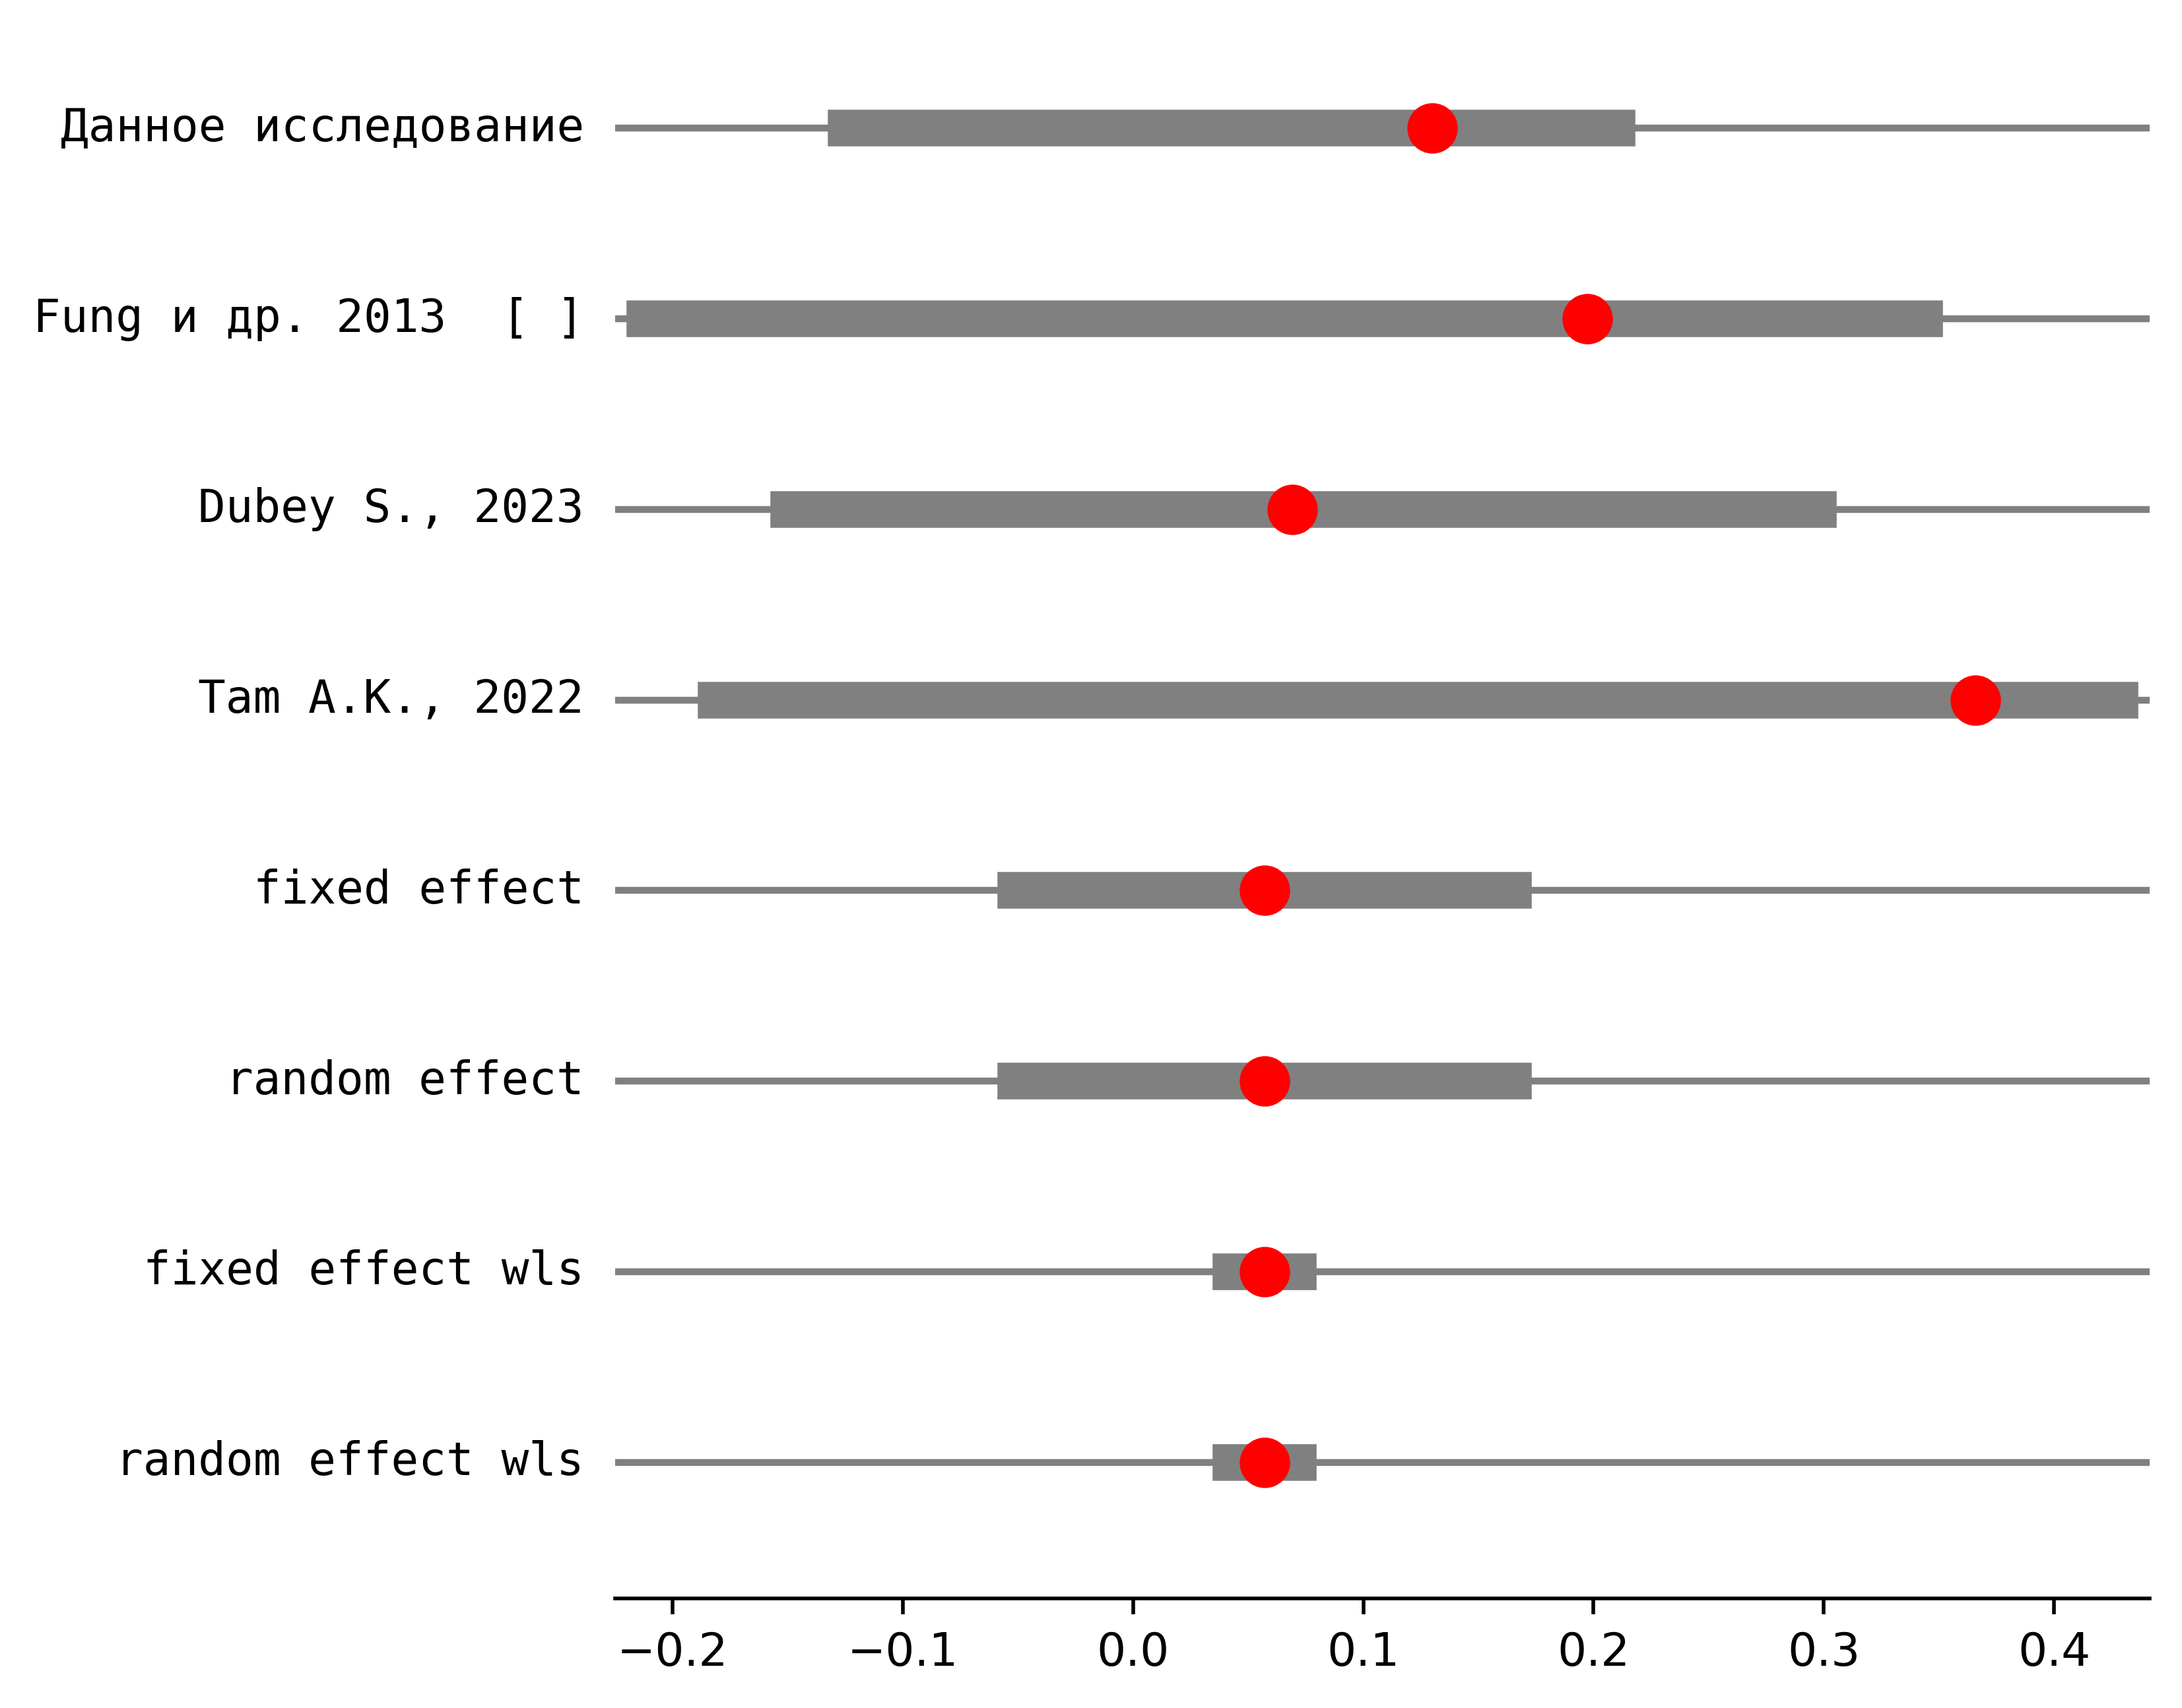 Данное исследование
Fung и др. 2013  [ ]
Dubey S., 2023
Tam A.K., 2022
fixed effect
random effect
fixed effect wls
random effect wls
−0.2 −0.1 0.0 0.1 0.2 0.3 0.4